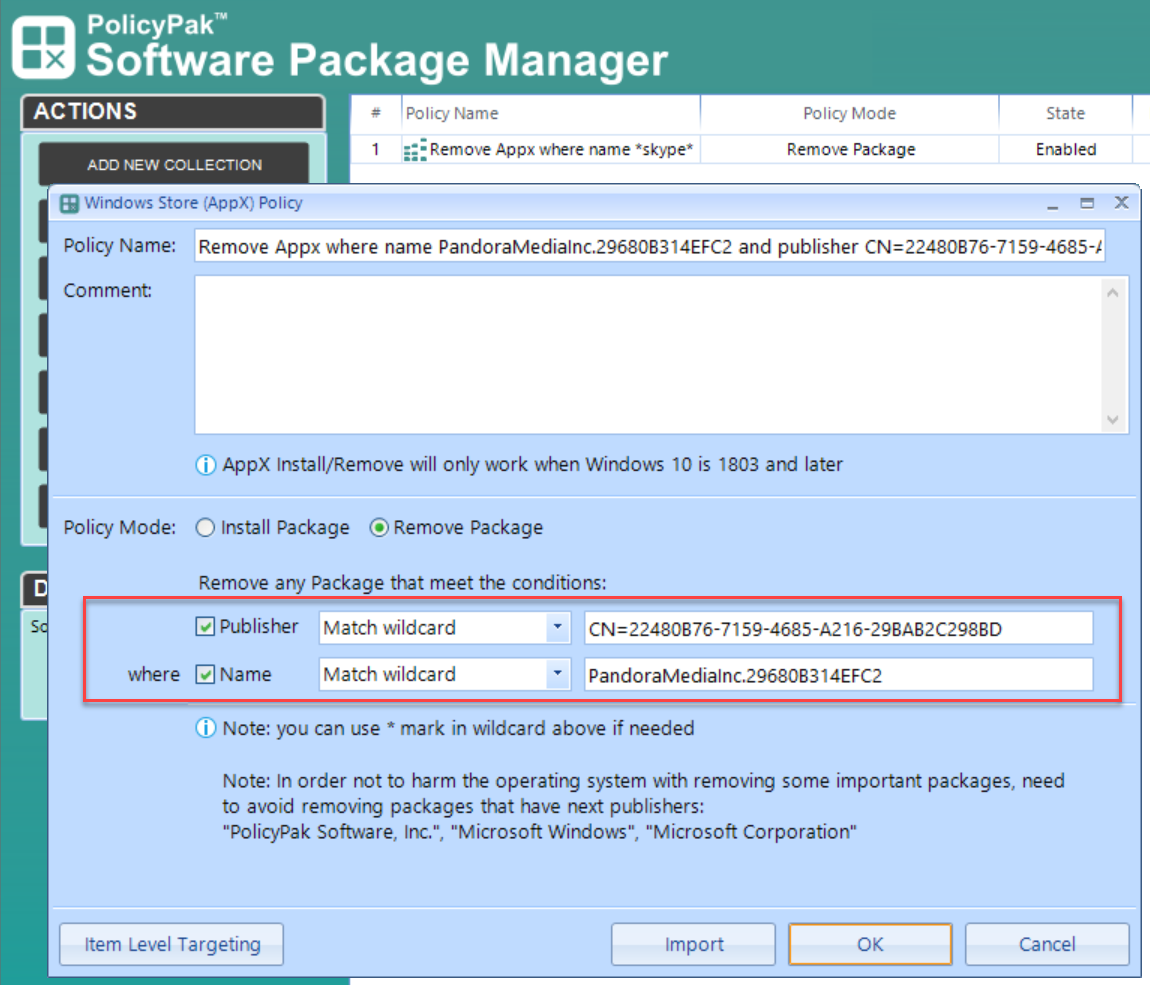 PolicyPak™
Software Package Manager
ACTIONS
ADD NEW COLLECTION
# Policy Name Policy Mode State
1 Remove Appx where name *skype* Remove Package Enabled
Windows Store (AppX) Policy
Policy Name: Remove Appx where name PandoraMediaInc.29680B314EFC2 and publisher CN=22480B76-7159-4685-A
Comment:
AppX Install/Remove will only work when Windows 10 is 1803 and later
Policy Mode: Install Package Remove Package
Remove any Package that meet the conditions:
Publisher Match wildcard CN=22480B76-7159-4685-A216-29BAB2C298BD
where Name Match wildcard PandoraMediaInc.29680B314EFC2
Note: you can use * mark in wildcard above if needed
Note: In order not to harm the operating system with removing some important packages, need
to avoid removing packages that have next publishers:
"PolicyPak Software, Inc.", "Microsoft Windows", "Microsoft Corporation"
Item Level Targeting Import OK Cancel